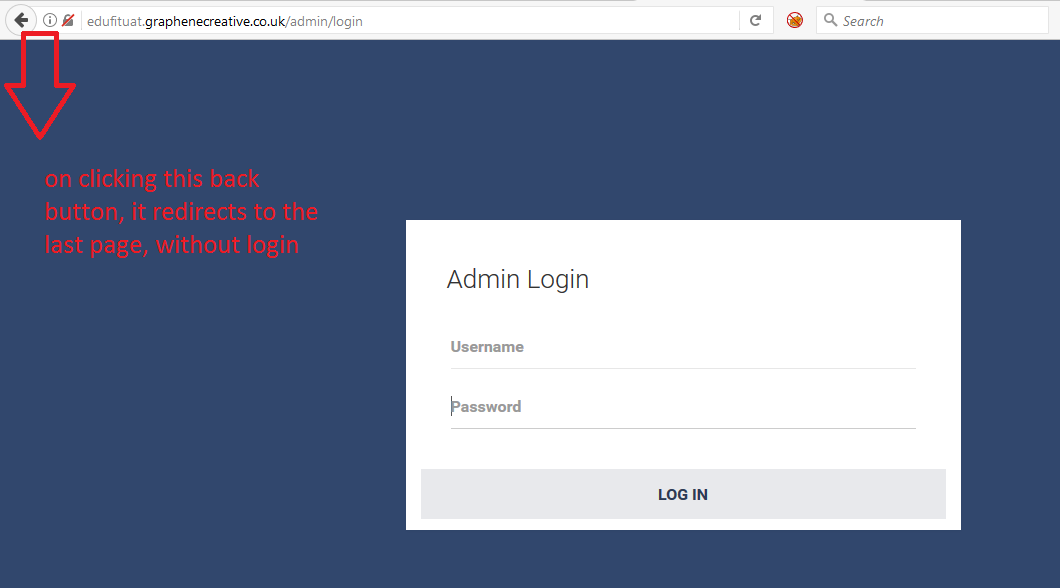 edufituat.graphenecreative.co.uk/admin/login
Search
on clicking this back
button, it redirects to the
last page, without login
Admin Login
Username
Password
LOG IN